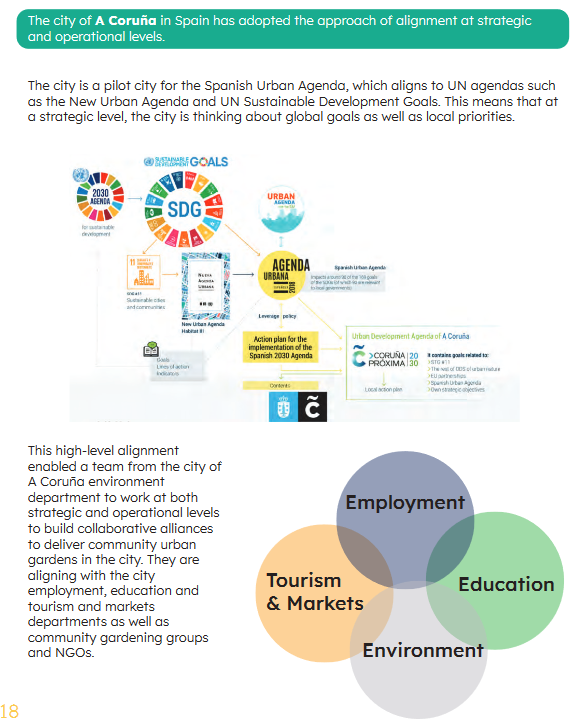 The city of A Coruña in Spain has adopted the approach of alignment at strategic
and operational levels.
The city is a pilot city for the Spanish Urban Agenda, which aligns to UN agendas such
as the New Urban Agenda and UN Sustainable Development Goals. This means that at
a strategic level, the city is thinking about global goals as well as local priorities.
SUSTAINABLE
DEVELOPMENT GOALS
2030
AGENDA
for sustainable
development
SDG
URBAN
AGENDA
11
Sustainable cities
and communities
NUEVA
AGENDA
URBANA
New Urban Agenda
Habitat III
AGENDA
URBANA
Spanish Urban Agenda
Leverage policy
Goals
Lines of action
Indicators
Action plan for the
implementation of the
Spanish 2030 Agenda
Contents
Urban Development Agenda of A Coruña
CORUÑA 20
PRÓXIMA 30
Local action plan
It contains goals related to:
Spanish Urban Agenda
Own strategic objectives
This high-level alignment
enabled a team from the city of
A Coruña environment
department to work at both
strategic and operational levels
to build collaborative alliances
to deliver community urban
gardens in the city. They are
aligning with the city
employment, education and
tourism and markets
departments as well as
community gardening groups
and NGOs.
Employment
Tourism
& Markets
Education
Environment
18